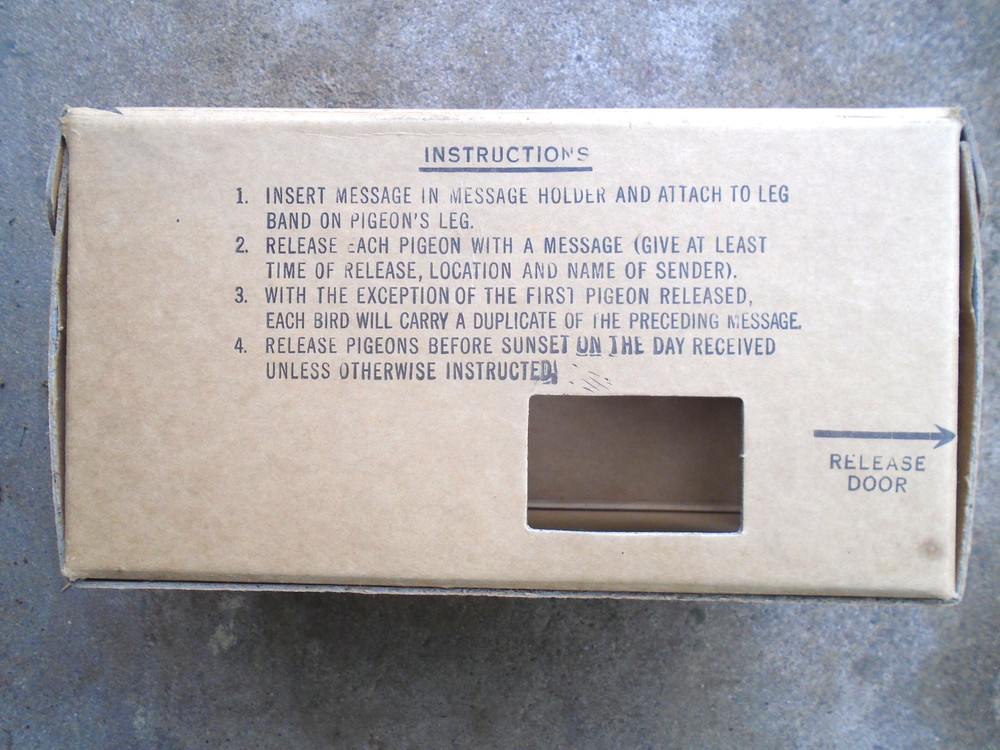 INSTRUCTIONS
1. INSERT MESSAGE IN MESSAGE HOLDER AND ATTACH TO LEG
BAND ON PIGEON'S LEG.
2. RELEASE EACH PIGEON WITH A MESSAGE (GIVE AT LEAST
TIME OF RELEASE, LOCATION AND NAME OF SENDER).
3. WITH THE EXCEPTION OF THE FIRST PIGEON RELEASED,
EACH BIRD WILL CARRY A DUPLICATE OF THE PRECEDING MESSAGE.
4. RELEASE PIGEONS BEFORE SUNSET ON THE DAY RECEIVED
UNLESS OTHERWISE INSTRUCTED.
RELEASE
DOOR